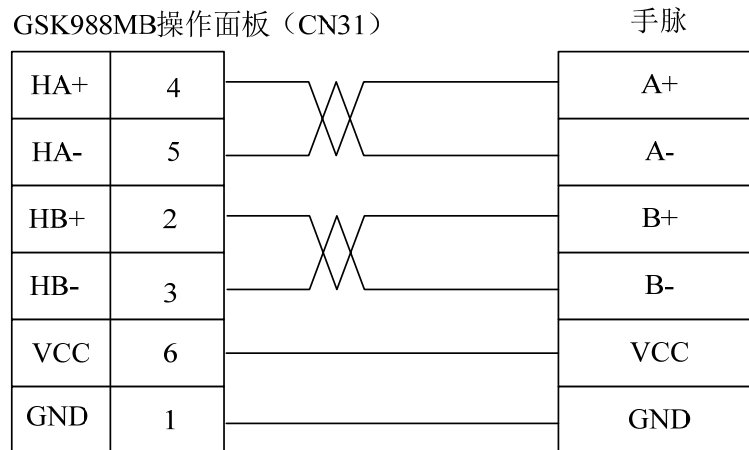 GSK988MB操作面板（CN31） 手脉
HA+ 4 A+
HA- 5 A-
HB+ 2 B+
HB- 3 B-
VCC 6 VCC
GND 1 GND